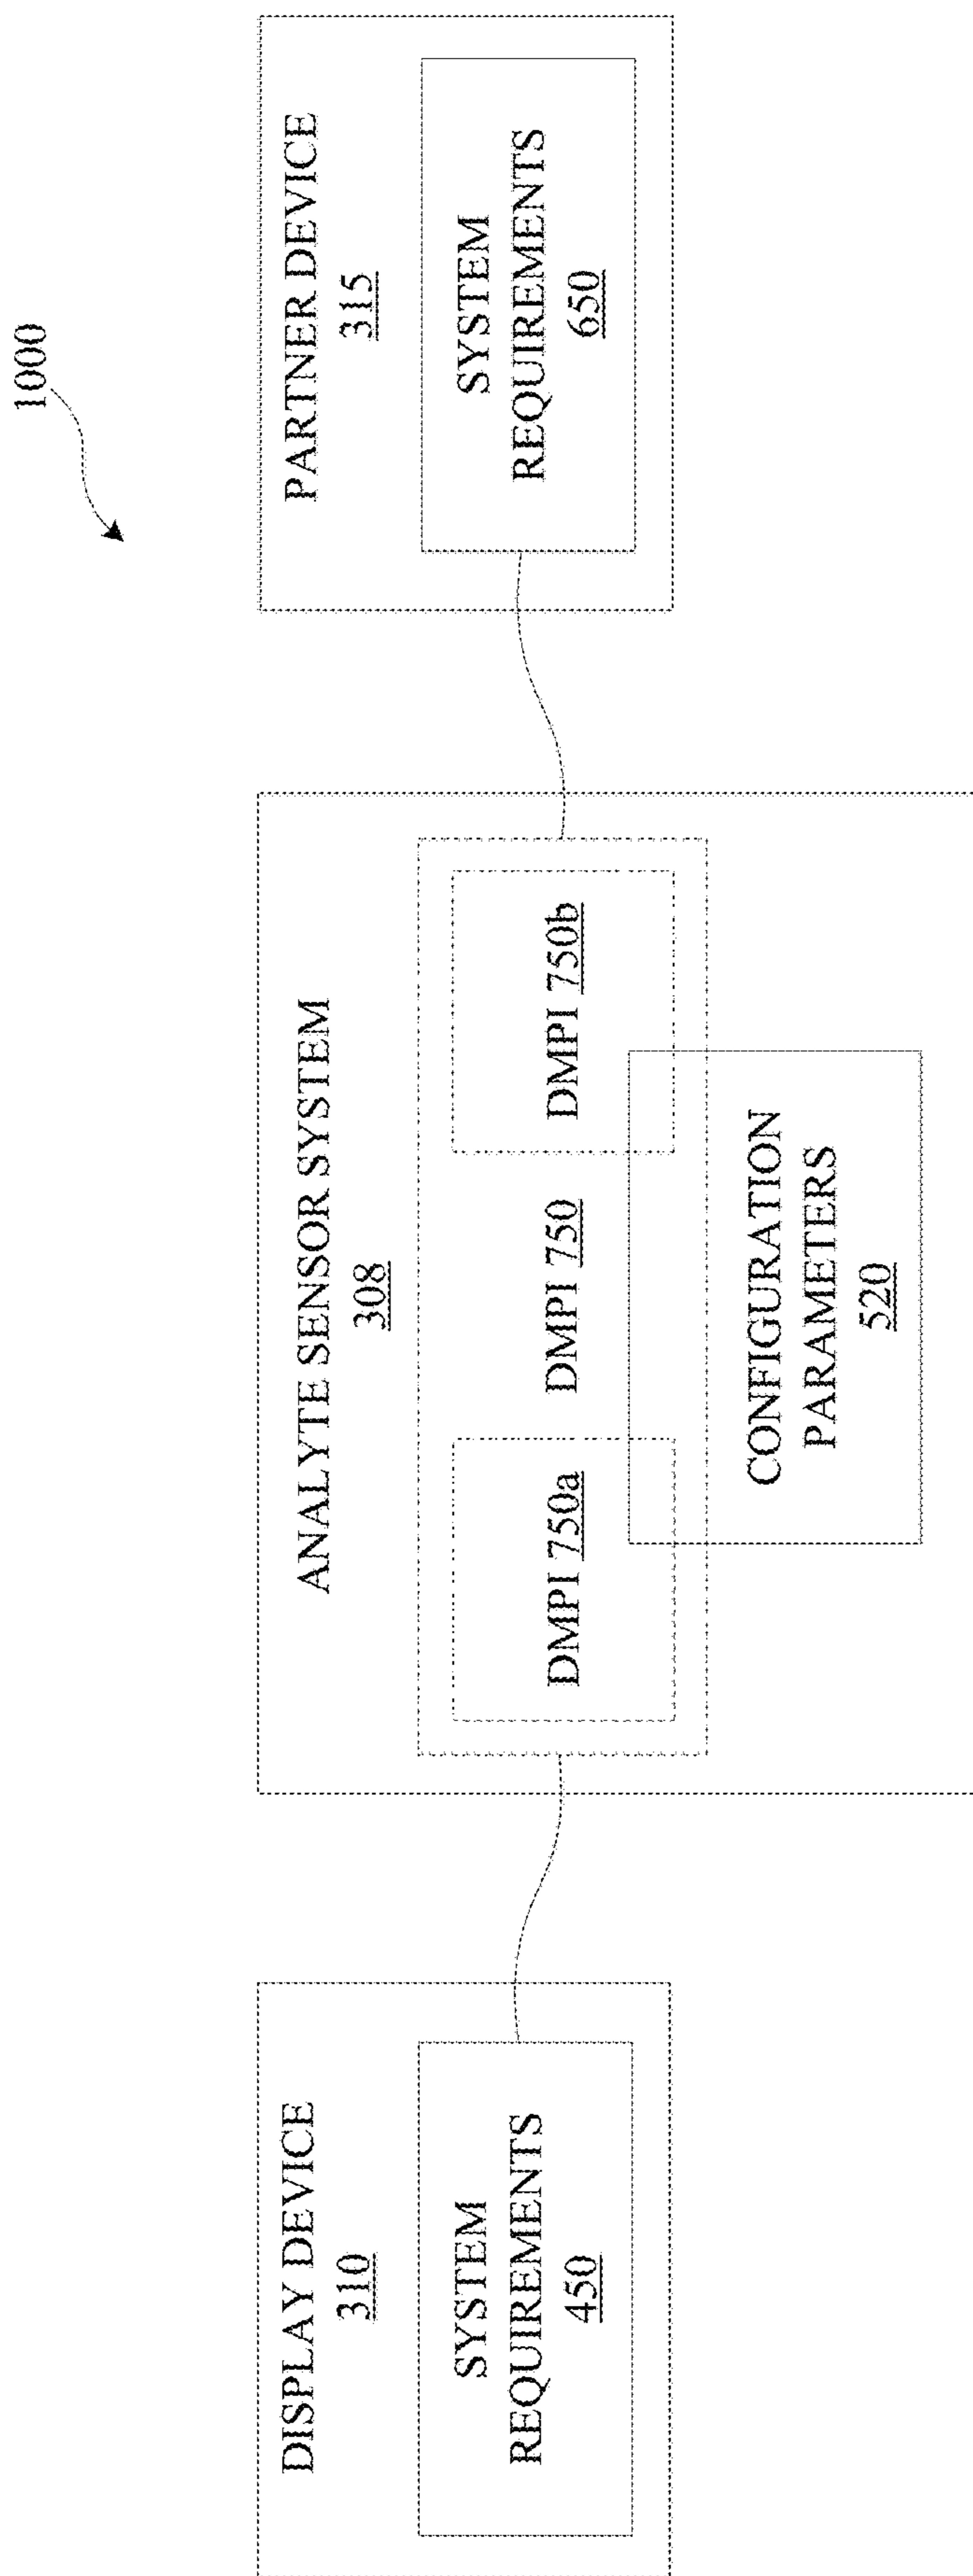 1000
DISPLAY DEVICE
310
SYSTEM
REQUIREMENTS
450
ANALYTE SENSOR SYSTEM
308
DMPI 750a
DMPI 750
DMPI 750b
CONFIGURATION
PARAMETERS
520
PARTNER DEVICE
315
SYSTEM
REQUIREMENTS
650